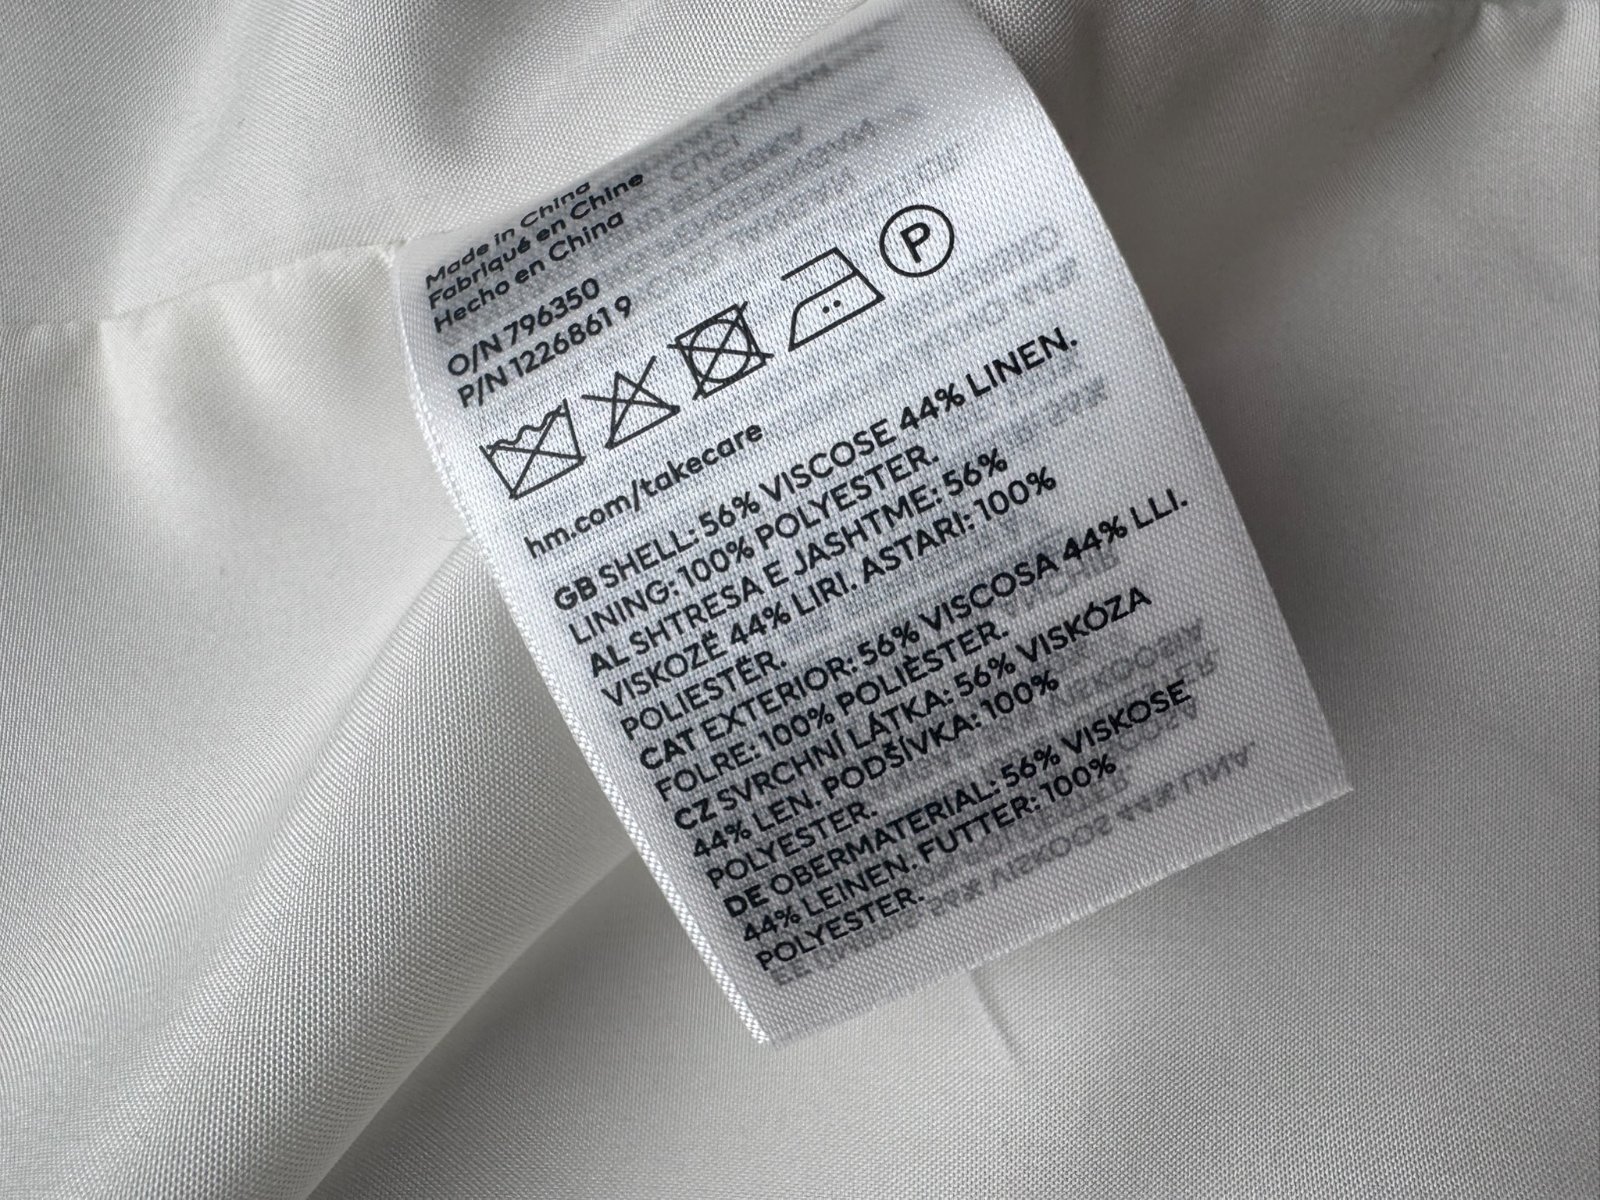 Made in China
Fabriqué en Chine
Hecho en China
O/N 796350
P/N 1226861 9
P
hm.com/takecare
GB SHELL: 56% VISCOSE 44% LINEN.
LINING: 100% POLYESTER.
AL SHTRESA E JASHTME: 56%
VISKOZË 44% LIRI. ASTARI: 100%
POLIESTËR.
CAT EXTERIOR: 56% VISCOSA 44% LLI.
FOLRE: 100% POLIÈSTER.
CZ SVRCHNÍ LÁTKA: 56% VISKÓZA
44% LEN. PODŠÍVKA: 100%
POLYESTER.
DE OBERMATERIAL: 56% VISKOSE
44% LEINEN. FUTTER: 100%
POLYESTER.